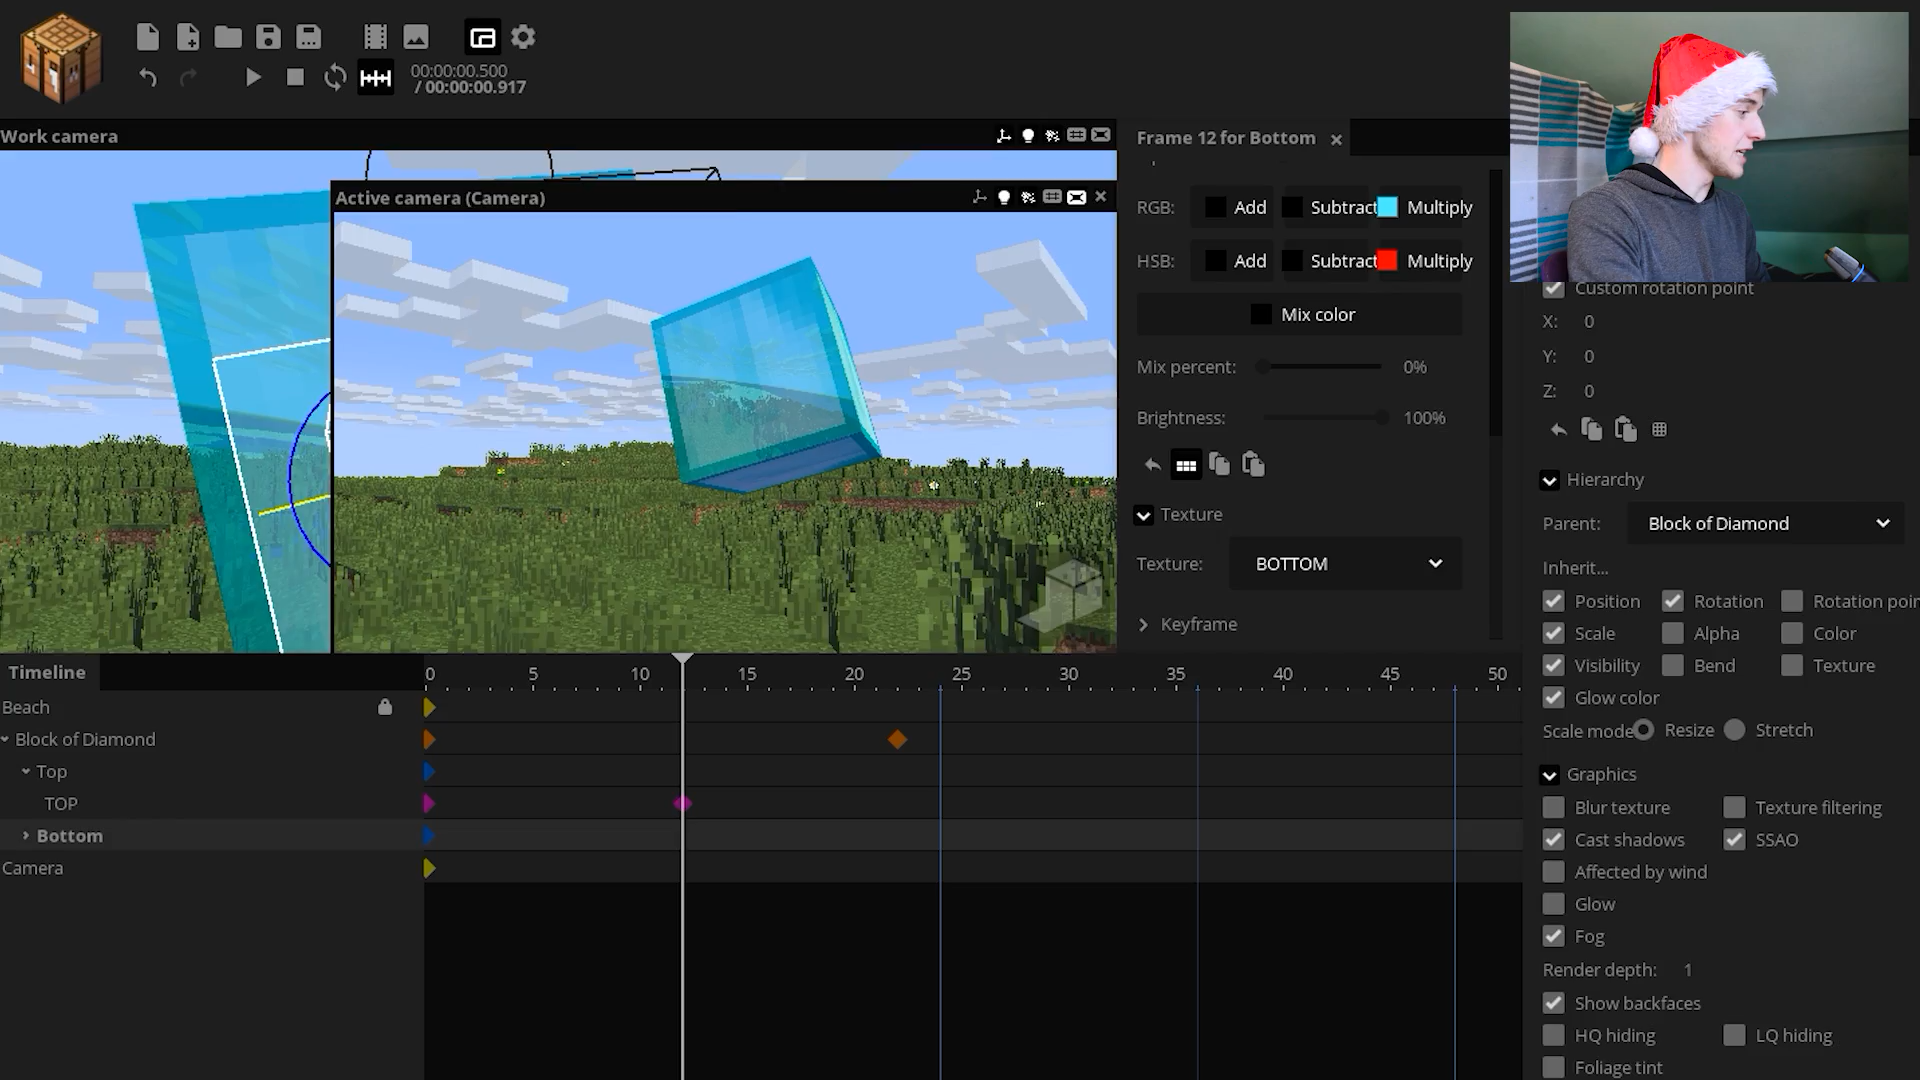 00:00:00.500
/ 00:00:00.917
Work camera
Active camera (Camera)
Frame 12 for Bottom
RGB: Add Subtract Multiply
HSB: Add Subtract Multiply
Mix color
Mix percent: 0%
Brightness: 100%
Texture
Texture: BOTTOM
Keyframe
Custom rotation point
X: 0
Y: 0
Z: 0
Hierarchy
Parent: Block of Diamond
Inherit...
Position Rotation Rotation poin
Scale Alpha Color
Visibility Bend Texture
Glow color
Scale mode Resize Stretch
Graphics
Blur texture Texture filtering
Cast shadows SSAO
Affected by wind
Glow
Fog
Render depth: 1
Show backfaces
HQ hiding LQ hiding
Foliage tint
Timeline
0 5 10 15 20 25 30 35 40 45 50
Beach
Block of Diamond
Top
TOP
Bottom
Camera